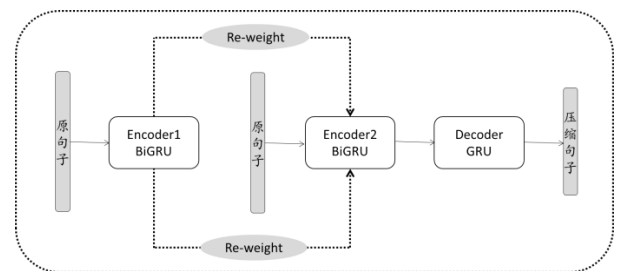 Re-weight
原句子
Encoder1
BiGRU
原句子
Encoder2
BiGRU
Decoder
GRU
压缩句子
Re-weight